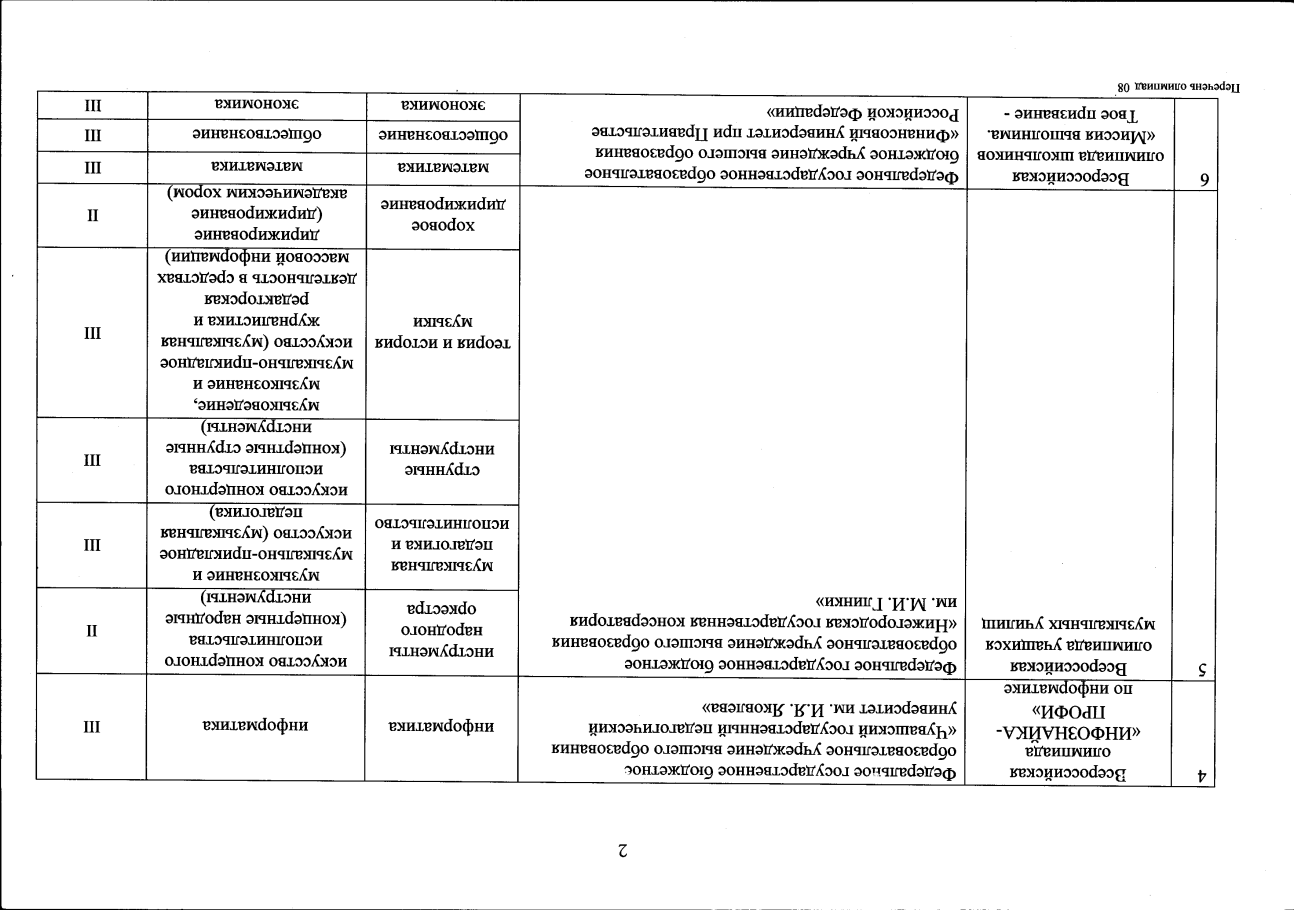 2
4
Всероссийская
олимпиада
«ИНФОЗНАЙКА-
ПРОФИ»
по информатике
Федеральное государственное бюджетное
образовательное учреждение высшего образования
«Чувашский государственный педагогический
университет им. И.Я. Яковлева»
информатика
информатика
III
5
Всероссийская
олимпиада учащихся
музыкальных училищ
Федеральное государственное бюджетное
образовательное учреждение высшего образования
«Нижегородская государственная консерватория
им. М.И. Глинки»
инструменты
народного
оркестра
искусство концертного
исполнительства
(концертные народные
инструменты)
II
музыкальная
педагогика и
исполнительство
музыкознание и
музыкально-прикладное
искусство (музыкальная
педагогика)
III
струнные
инструменты
искусство концертного
исполнительства
(концертные струнные
инструменты)
III
теория и история
музыки
музыковедение,
музыкознание и
музыкально-прикладное
искусство (музыкальная
журналистика и
редакторская
деятельность в средствах
массовой информации)
III
хоровое
дирижирование
дирижирование
(дирижирование
академическим хором)
II
6
Всероссийская
олимпиада школьников
«Миссия выполнима.
Твое призвание -
Федеральное государственное образовательное
бюджетное учреждение высшего образования
«Финансовый университет при Правительстве
Российской Федерации»
математика
математика
III
обществознание
обществознание
III
экономика
экономика
III
Перечень олимпиад 08